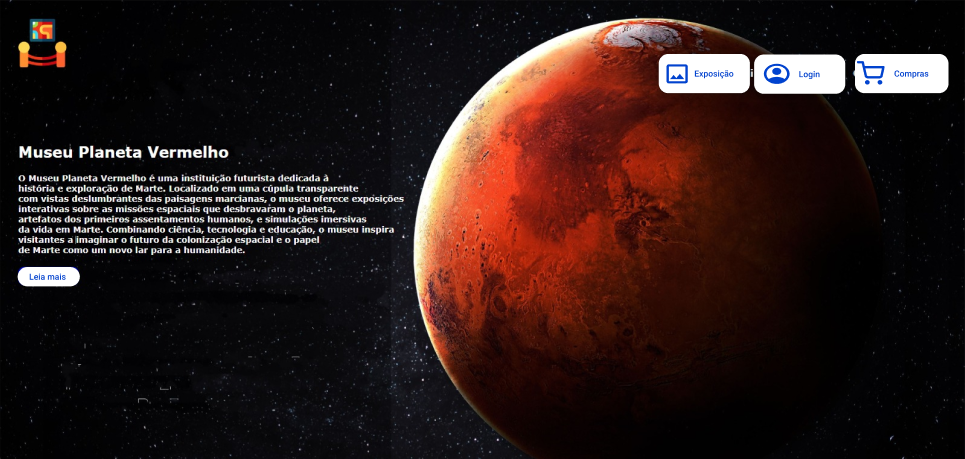 Exposição
Login
Compras
Museu Planeta Vermelho
O Museu Planeta Vermelho é uma instituição futurista dedicada à
história e exploração de Marte. Localizado em uma cúpula transparente
com vistas deslumbrantes das paisagens marcianas, o museu oferece exposições
interativas sobre as missões espaciais que desbravaram o planeta,
artefatos dos primeiros assentamentos humanos, e simulações imersivas
da vida em Marte. Combinando ciência, tecnologia e educação, o museu inspira
visitantes a imaginar o futuro da colonização espacial e o papel
de Marte como um novo lar para a humanidade.
Leia mais